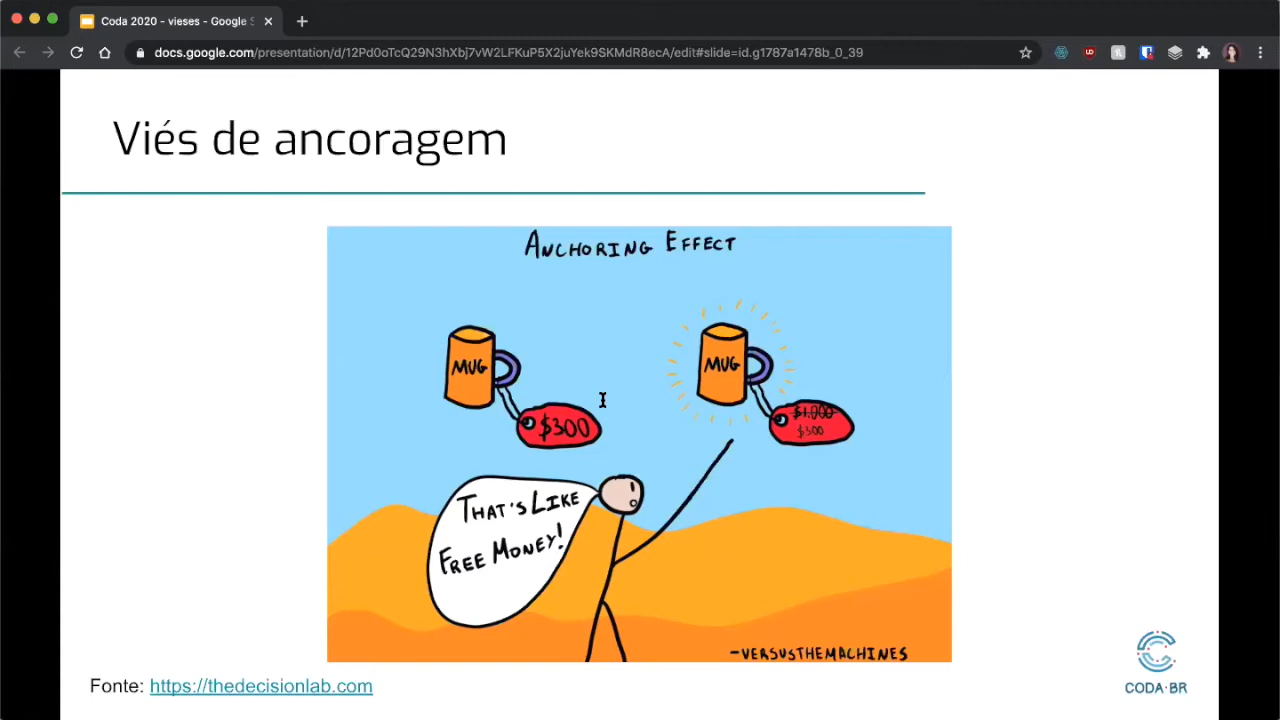 Coda 2020 - vieses - Google S
docs.google.com/presentation/d/12Pd0oTcQ29N3hXbj7vW2LFKuP5X2juYek9SKMdR8ecA/edit#slide=id.g1787a1478b_0_39
Viés de ancoragem
ANCHORING EFFECT
MUG
MUG
$300
$1.000
$300
THAT'S LIKE
FREE MONEY!
-VERSUSTHEMACHINES
Fonte: https://thedecisionlab.com
CODA·BR